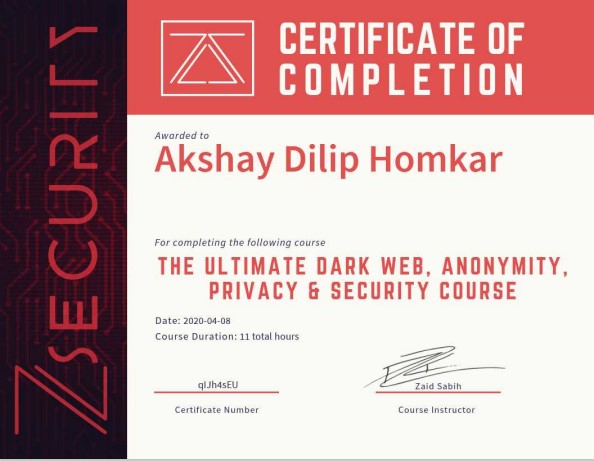 ZSECURITY
CERTIFICATE OF
COMPLETION
Awarded to
Akshay Dilip Homkar
For completing the following course
THE ULTIMATE DARK WEB, ANONYMITY,
PRIVACY & SECURITY COURSE
Date: 2020-04-08
Course Duration: 11 total hours
qIJh4sEU
Certificate Number
Zaid Sabih
Course Instructor